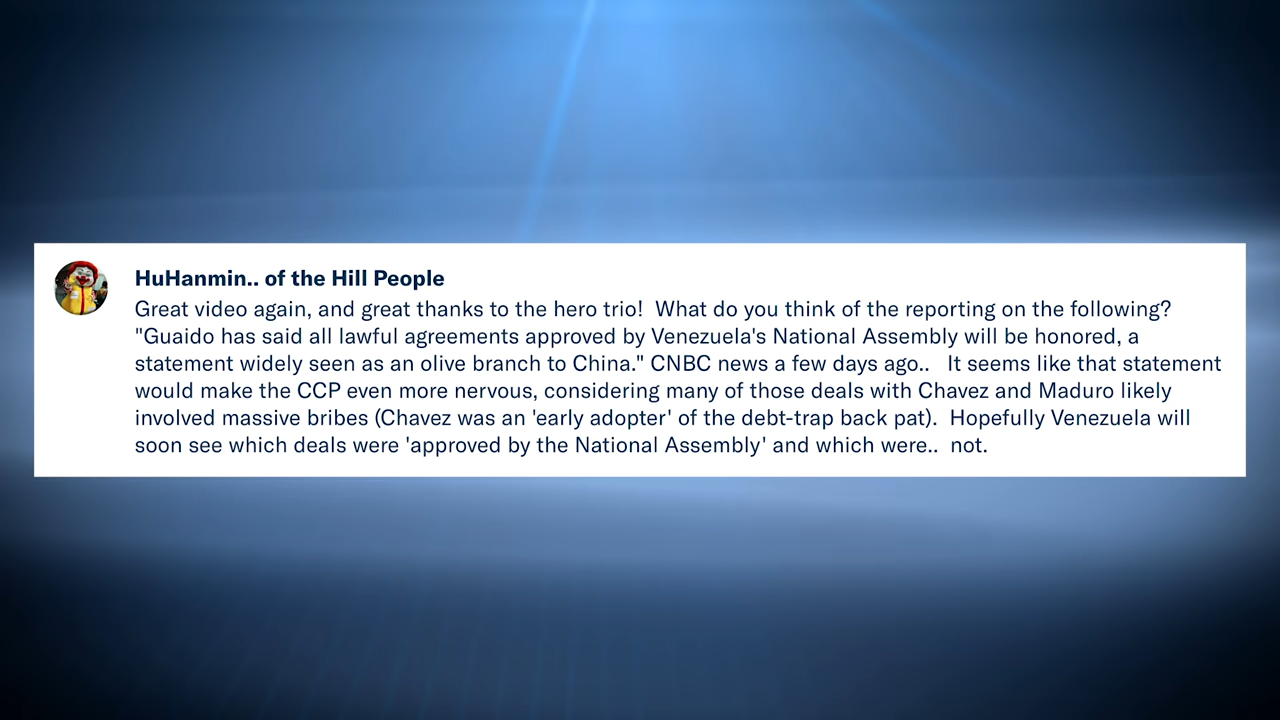 HuHanmin.. of the Hill People
Great video again, and great thanks to the hero trio!  What do you think of the reporting on the following?
"Guaido has said all lawful agreements approved by Venezuela's National Assembly will be honored, a
statement widely seen as an olive branch to China." CNBC news a few days ago..   It seems like that statement
would make the CCP even more nervous, considering many of those deals with Chavez and Maduro likely
involved massive bribes (Chavez was an 'early adopter' of the debt-trap back pat).  Hopefully Venezuela will
soon see which deals were 'approved by the National Assembly' and which were..  not.